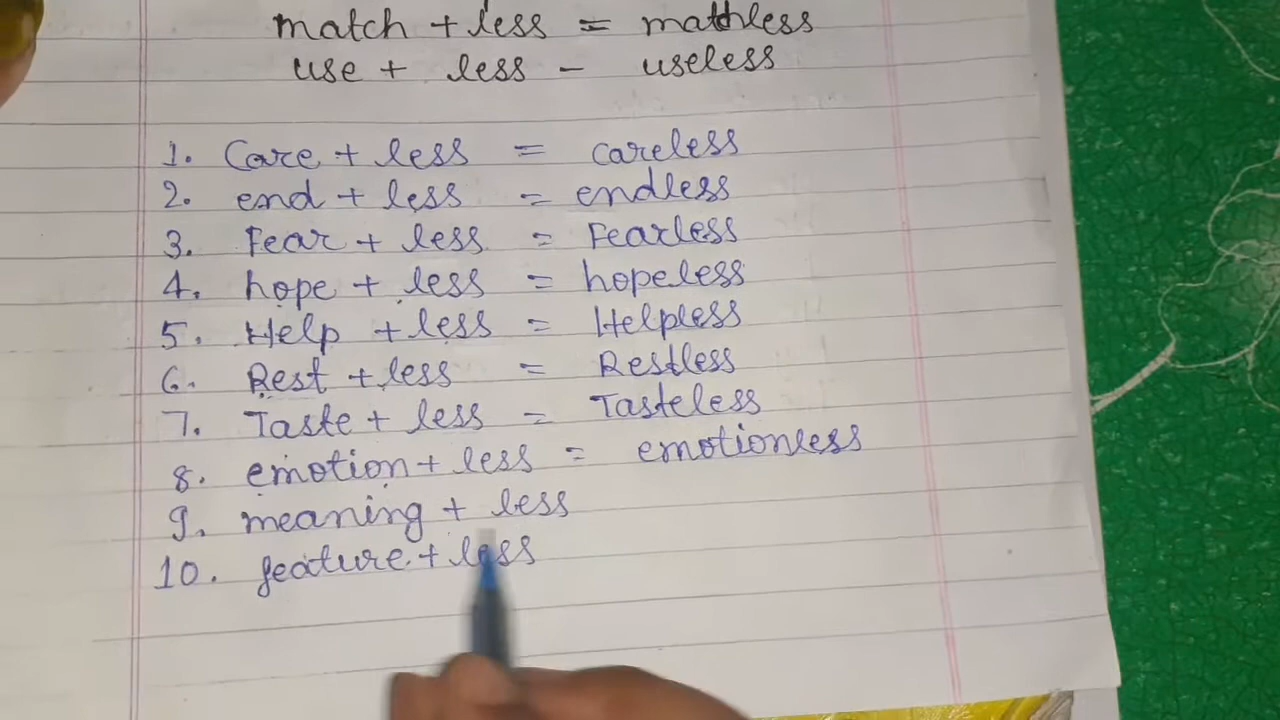 match + less = mathless
use + less - useless
1. Care + less = careless
2. end + less = endless
3. Fear + less = Fearless
4. hope + less = hopeless
5. Help + less = Helpless
6. Rest + less = Restless
7. Taste + less = Tasteless
8. emotion + less = emotionless
9. meaning + less
10. feature + less